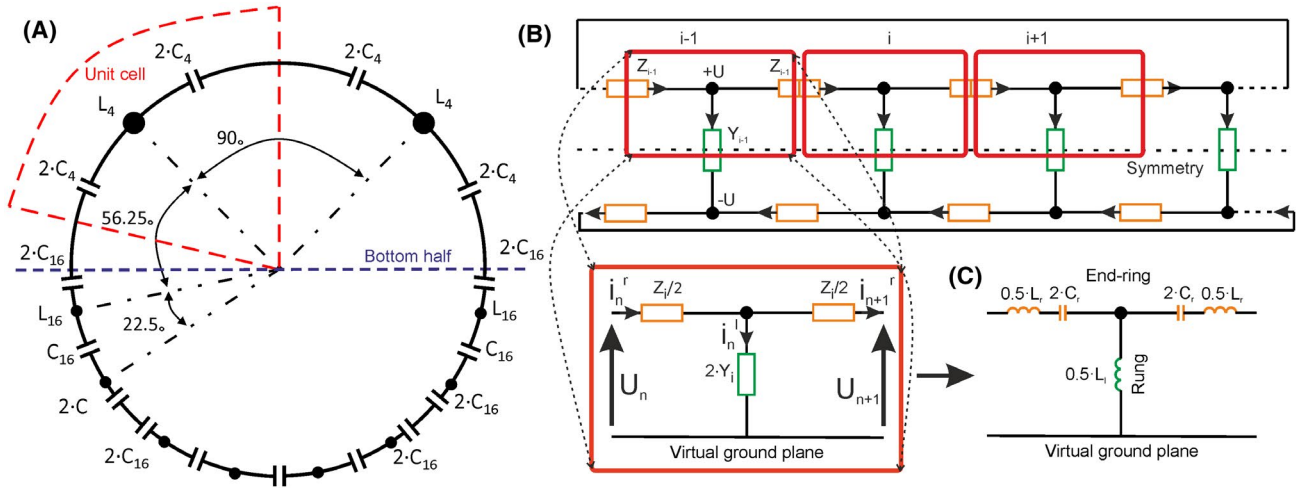 (A)
2·C₄
2·C₄
Unit cell
L₄
L₄
90°
2·C₄
2·C₄
56.25°
2·C₁₆
Bottom half
2·C₁₆
L₁₆
22.5°
L₁₆
C₁₆
C₁₆
2·C
2·C₁₆
2·C₁₆
2·C₁₆
(B)
i-1
i
i+1
Zᵢ₋₁
+U
Zᵢ₋₁
Yᵢ₋₁
Symmetry
-U
iₙʳ
Zᵢ/2
Zᵢ/2
iₙ₊₁ʳ
iₙˡ
2·Yᵢ
Uₙ
Uₙ₊₁
Virtual ground plane
(C)
End-ring
0.5·Lᵣ
2·Cᵣ
2·Cᵣ
0.5·Lᵣ
0.5·Lₗ
Rung
Virtual ground plane